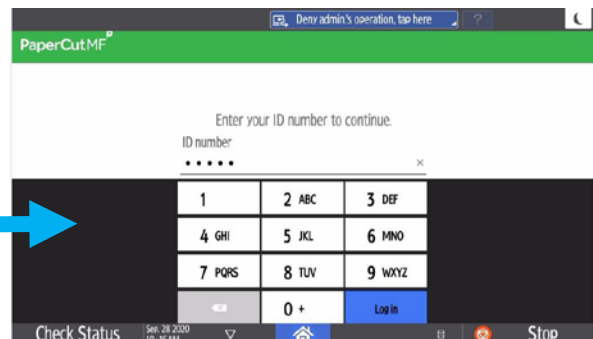 Deny admin's operation, tap here ?
PaperCutMF P
Enter your ID number to continue.
ID number
•••••
×
1
2 ABC
3 DEF
4 GHI
5 JKL
6 MNO
7 PQRS
8 TUV
9 WXYZ
0 +
Log in
Check Status
Sep. 28 2020
Stop